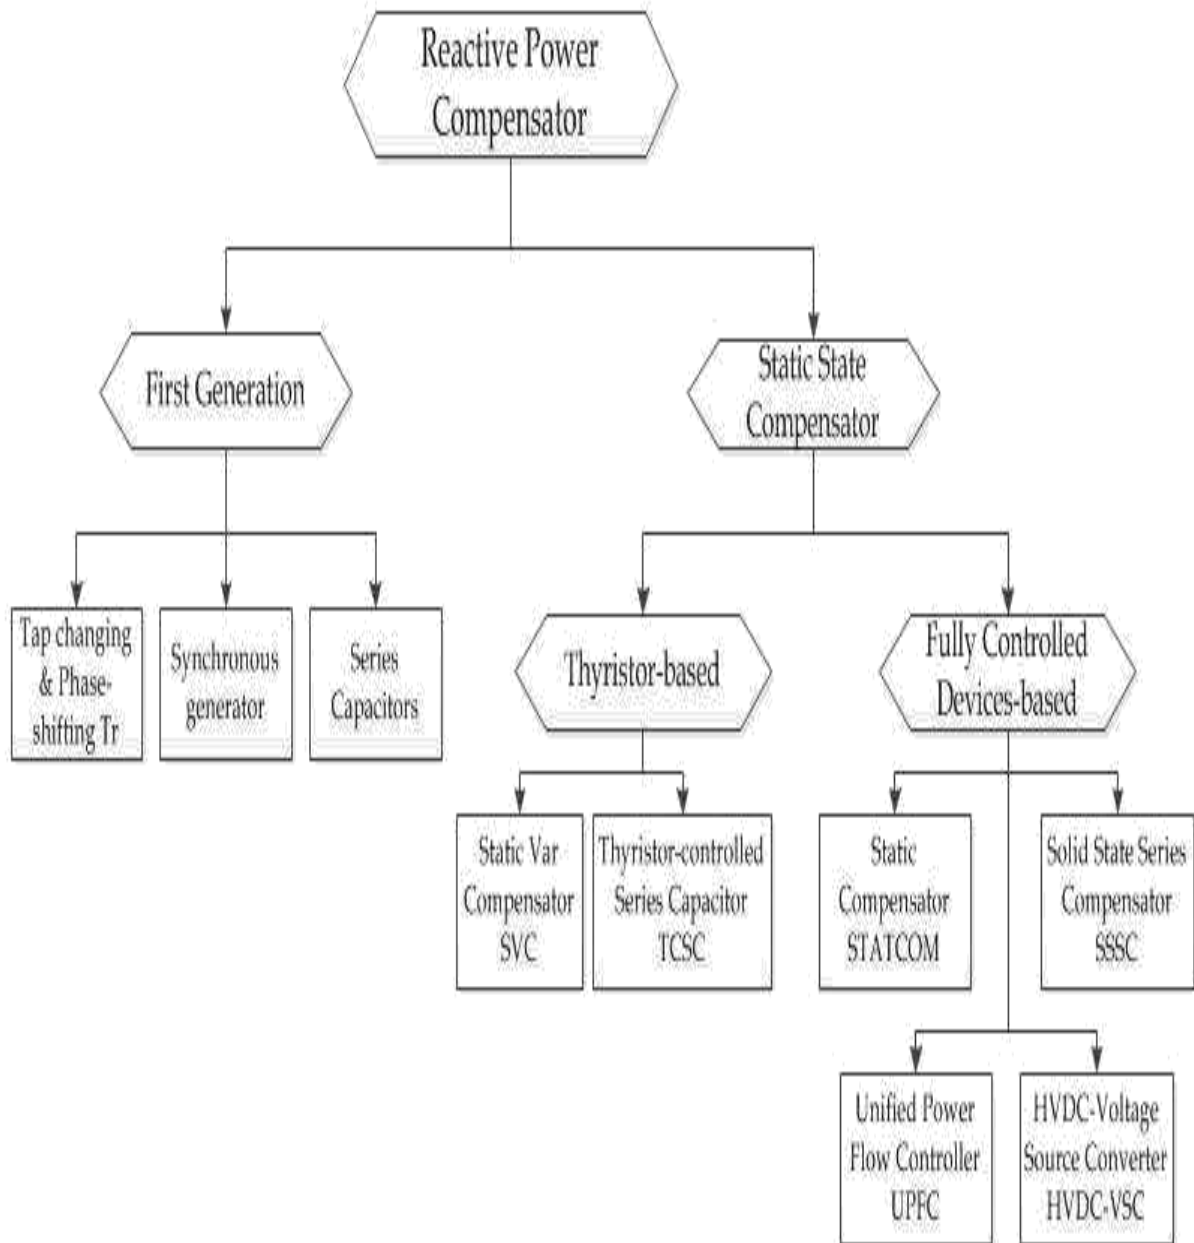 Reactive Power
Compensator
First Generation
Static State
Compensator
Tap changing
& Phase-
shifting Tr
Synchronous
generator
Series
Capacitors
Thyristor-based
Fully Controlled
Devices-based
Static Var
Compensator
SVC
Thyristor-controlled
Series Capacitor
TCSC
Static
Compensator
STATCOM
Solid State Series
Compensator
SSSC
Unified Power
Flow Controller
UPFC
HVDC-Voltage
Source Converter
HVDC-VSC